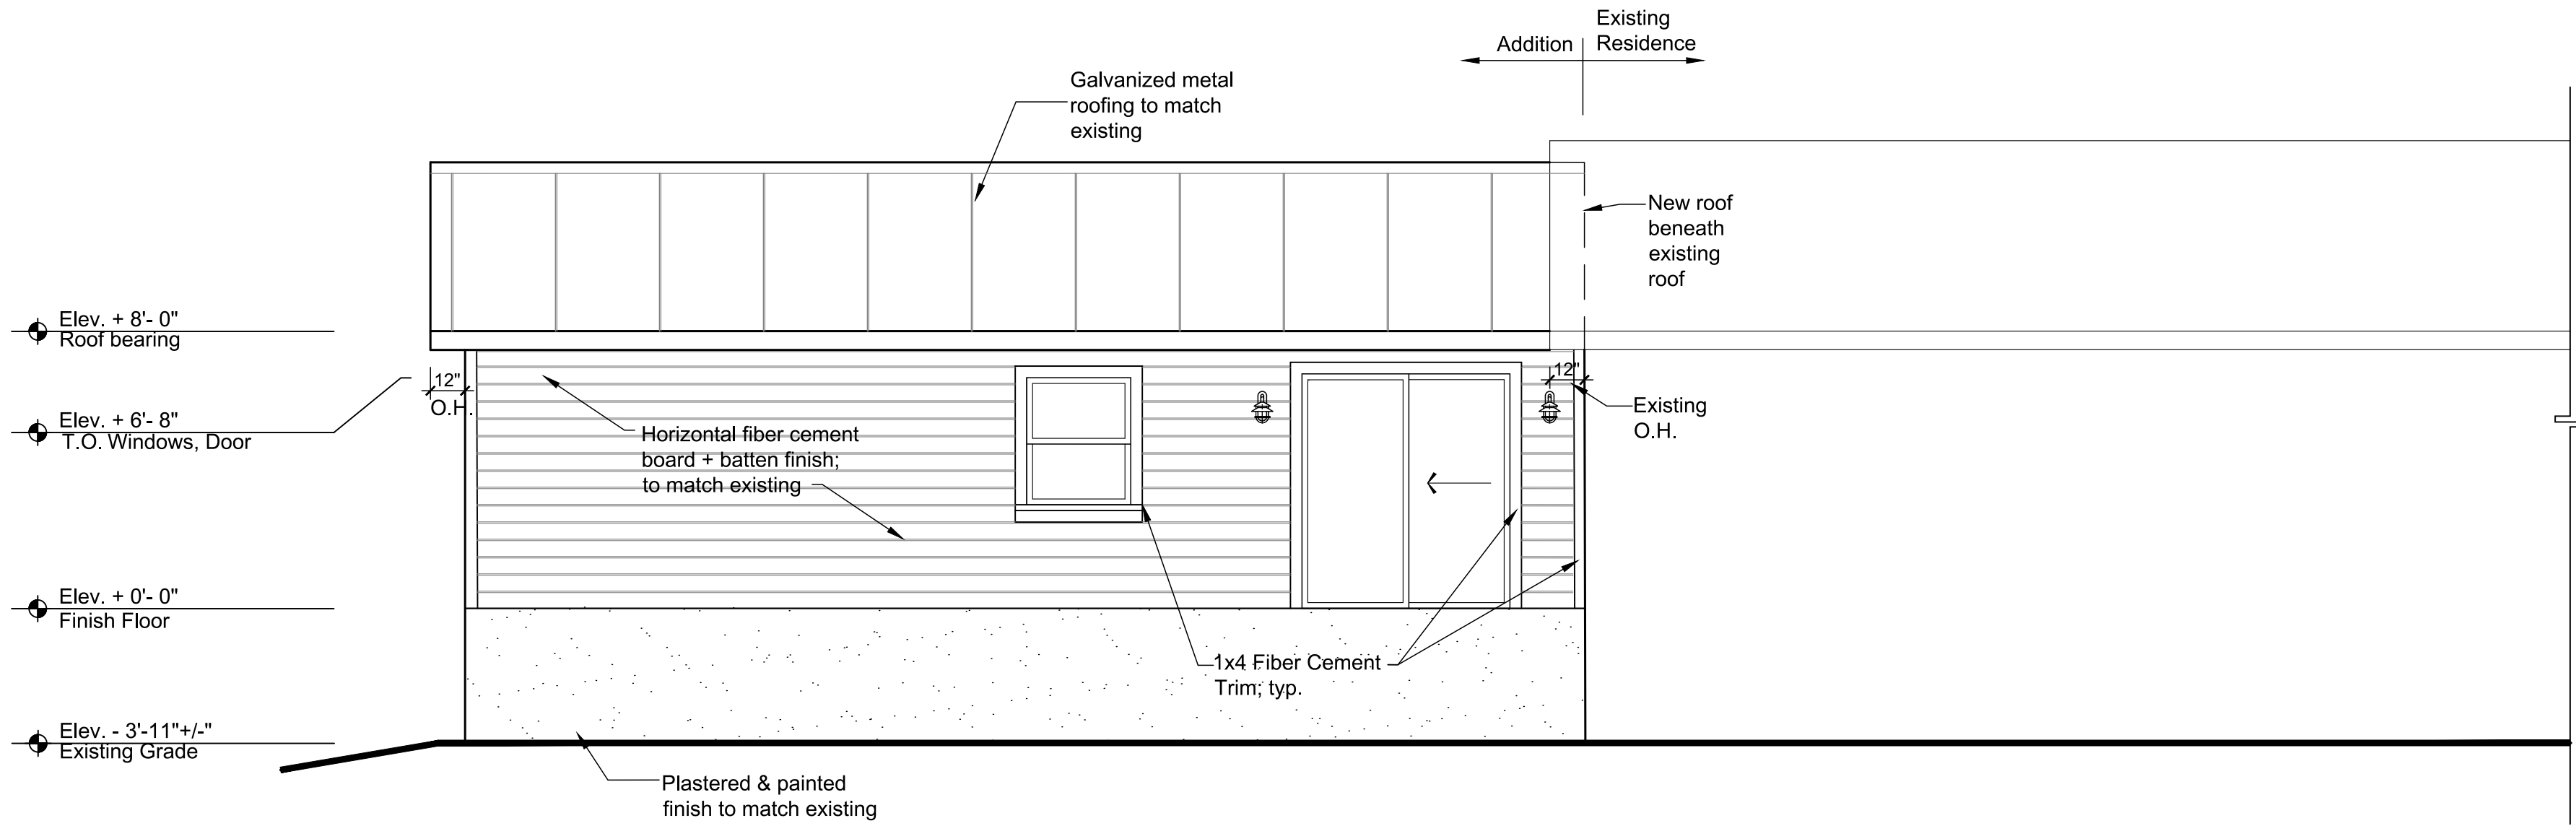 Existing
Residence
Addition
Galvanized metal
roofing to match
existing
New roof
beneath
existing
roof
Elev. + 8'- 0"
Roof bearing
12"
O.H.
12"
Existing
O.H.
Elev. + 6'- 8"
T.O. Windows, Door
Horizontal fiber cement
board + batten finish;
to match existing
Elev. + 0'- 0"
Finish Floor
1x4 Fiber Cement
Trim; typ.
Elev. - 3'-11"+/-"
Existing Grade
Plastered & painted
finish to match existing